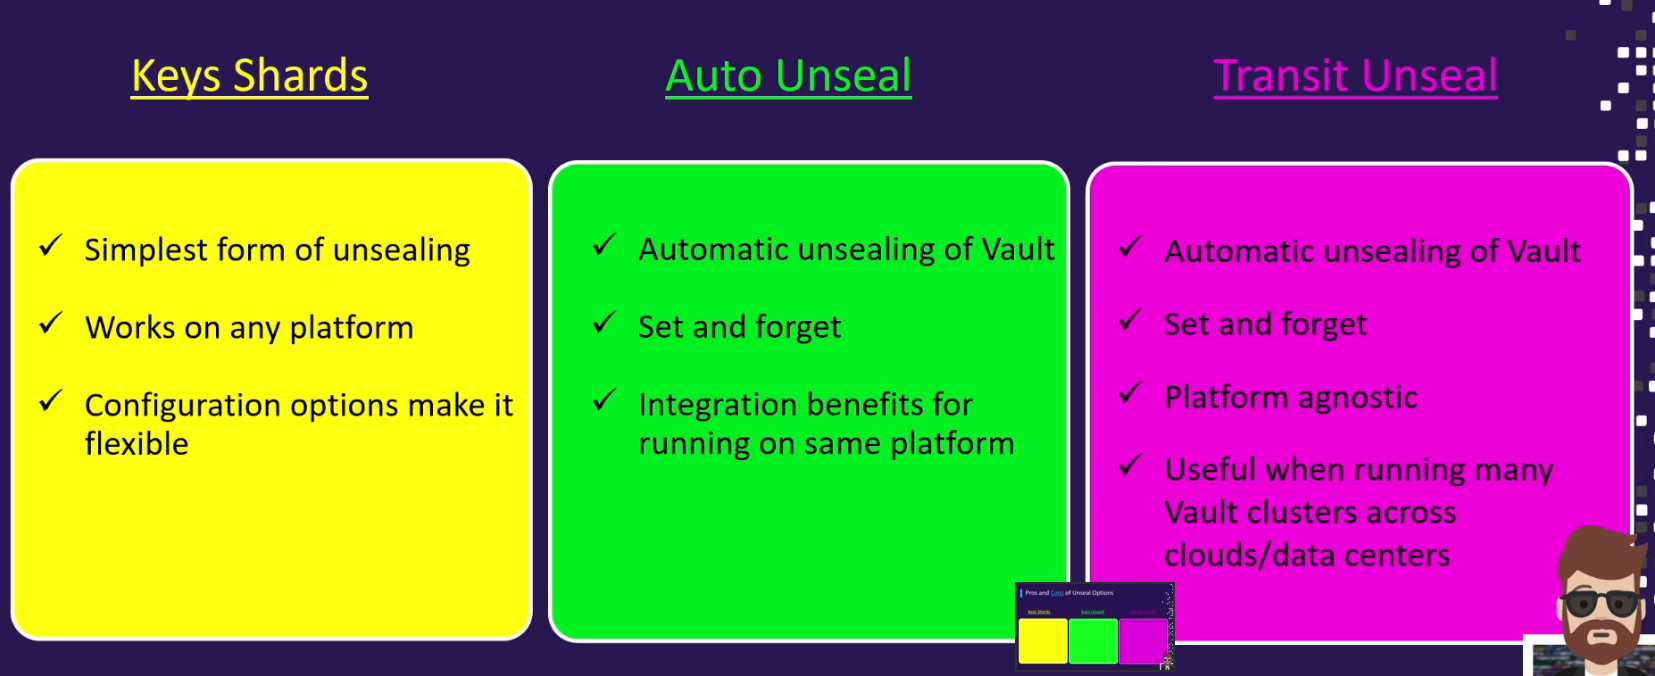 Keys Shards
Auto Unseal
Transit Unseal
Simplest form of unsealing
Works on any platform
Configuration options make it
flexible
Automatic unsealing of Vault
Set and forget
Integration benefits for
running on same platform
Automatic unsealing of Vault
Set and forget
Platform agnostic
Useful when running many
Vault clusters across
clouds/data centers
Pros and Cons of Unseal Options
Keys Shards
Auto Unseal